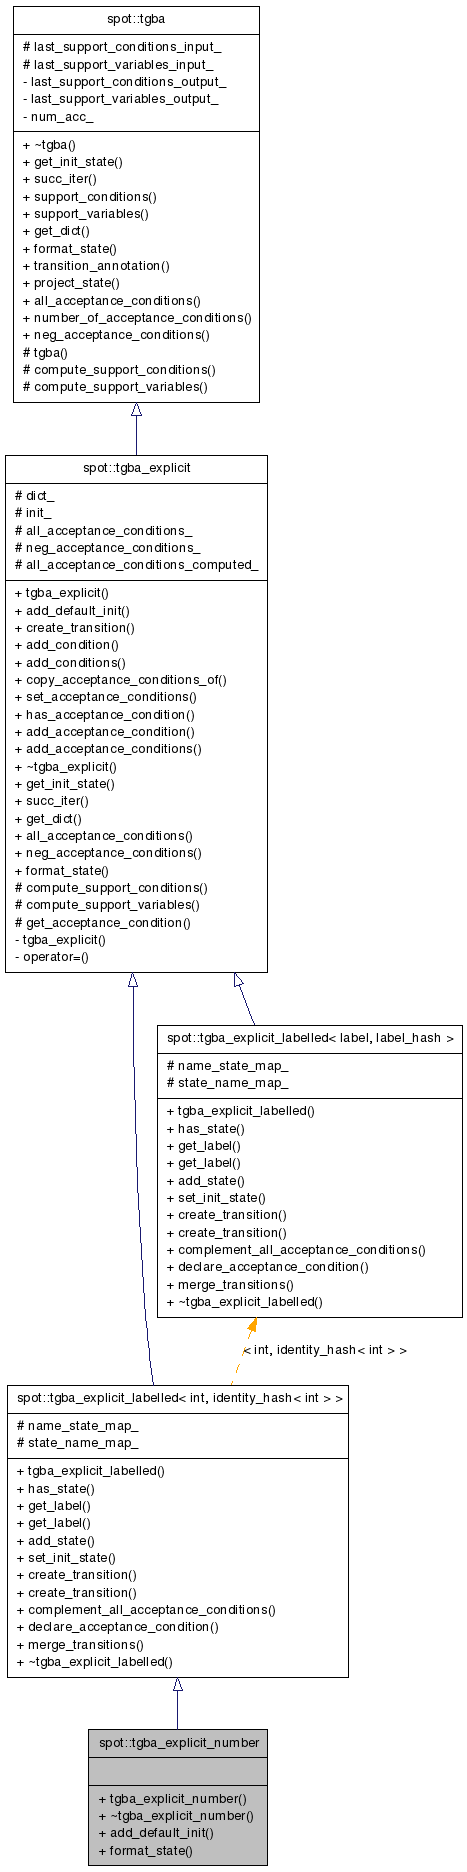 spot::tgba
# last_support_conditions_input_
# last_support_variables_input_
- last_support_conditions_output_
- last_support_variables_output_
- num_acc_
+ ~tgba()
+ get_init_state()
+ succ_iter()
+ support_conditions()
+ support_variables()
+ get_dict()
+ format_state()
+ transition_annotation()
+ project_state()
+ all_acceptance_conditions()
+ number_of_acceptance_conditions()
+ neg_acceptance_conditions()
# tgba()
# compute_support_conditions()
# compute_support_variables()
spot::tgba_explicit
# dict_
# init_
# all_acceptance_conditions_
# neg_acceptance_conditions_
# all_acceptance_conditions_computed_
+ tgba_explicit()
+ add_default_init()
+ create_transition()
+ add_condition()
+ add_conditions()
+ copy_acceptance_conditions_of()
+ set_acceptance_conditions()
+ has_acceptance_condition()
+ add_acceptance_condition()
+ add_acceptance_conditions()
+ ~tgba_explicit()
+ get_init_state()
+ succ_iter()
+ get_dict()
+ all_acceptance_conditions()
+ neg_acceptance_conditions()
+ format_state()
# compute_support_conditions()
# compute_support_variables()
# get_acceptance_condition()
- tgba_explicit()
- operator=()
spot::tgba_explicit_labelled< label, label_hash >
# name_state_map_
# state_name_map_
+ tgba_explicit_labelled()
+ has_state()
+ get_label()
+ get_label()
+ add_state()
+ set_init_state()
+ create_transition()
+ create_transition()
+ complement_all_acceptance_conditions()
+ declare_acceptance_condition()
+ merge_transitions()
+ ~tgba_explicit_labelled()
< int, identity_hash< int > >
spot::tgba_explicit_labelled< int, identity_hash< int > >
# name_state_map_
# state_name_map_
+ tgba_explicit_labelled()
+ has_state()
+ get_label()
+ get_label()
+ add_state()
+ set_init_state()
+ create_transition()
+ create_transition()
+ complement_all_acceptance_conditions()
+ declare_acceptance_condition()
+ merge_transitions()
+ ~tgba_explicit_labelled()
spot::tgba_explicit_number
+ tgba_explicit_number()
+ ~tgba_explicit_number()
+ add_default_init()
+ format_state()